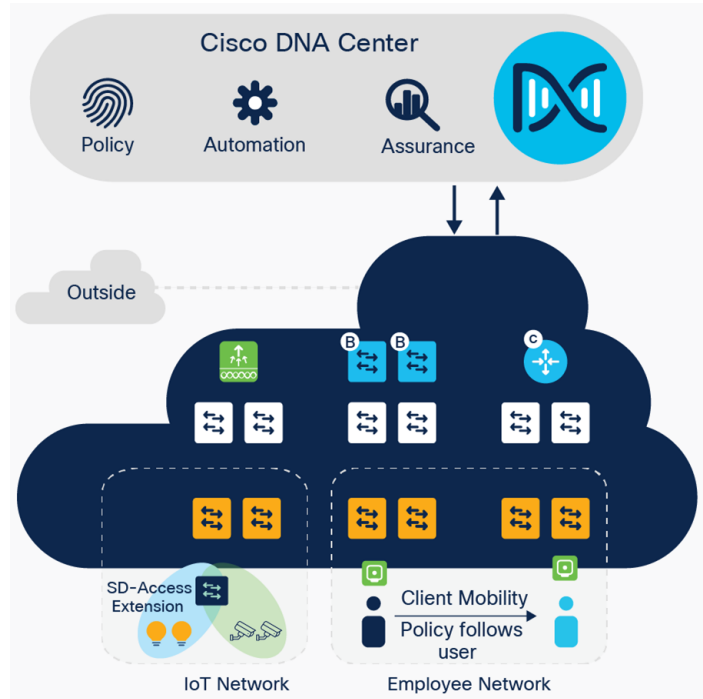 Cisco DNA Center
Policy
Automation
Assurance
Outside
B
B
C
SD-Access
Extension
Client Mobility
Policy follows
user
IoT Network
Employee Network